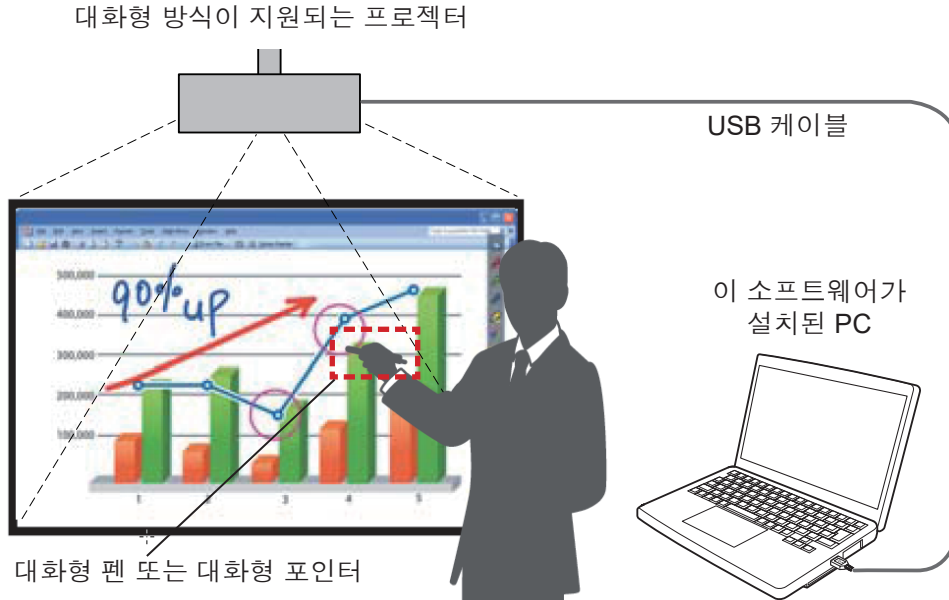 대화형 방식이 지원되는 프로젝터
USB 케이블
500,000
90% up
400,000
300,000
200,000
100,000
1 2 3 4 5
이 소프트웨어가
설치된 PC
대화형 펜 또는 대화형 포인터